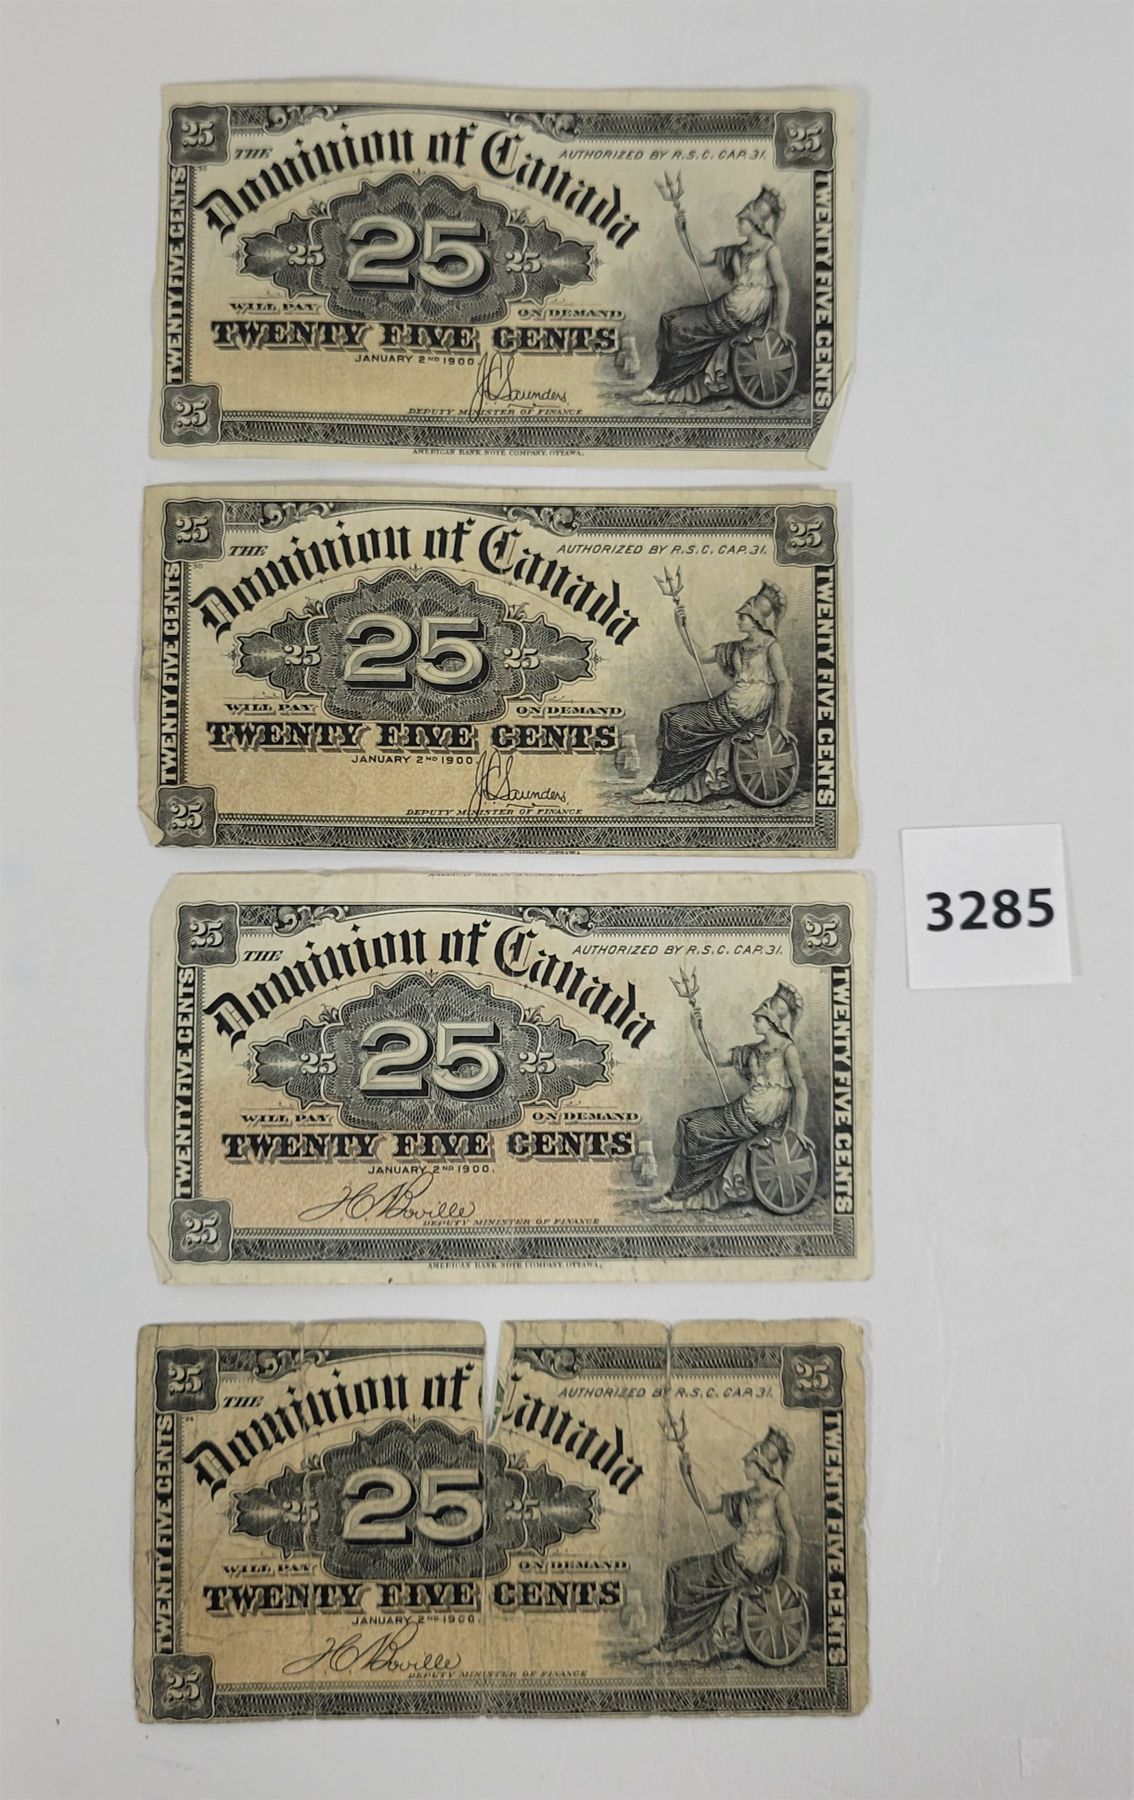 25 25
THE Dominion of Canada AUTHORIZED BY R.S.C. CAP. 31.
TWENTY FIVE CENTS
25 25 25
TWENTY FIVE CENTS
WILL PAY ON DEMAND
TWENTY FIVE CENTS
JANUARY 2ND 1900.
J C Saunders
DEPUTY MINISTER OF FINANCE
25
AMERICAN BANK NOTE COMPANY, OTTAWA.
25 25
THE Dominion of Canada AUTHORIZED BY R.S.C. CAP. 31.
TWENTY FIVE CENTS
25 25 25
TWENTY FIVE CENTS
WILL PAY ON DEMAND
TWENTY FIVE CENTS
JANUARY 2ND 1900.
J C Saunders
DEPUTY MINISTER OF FINANCE
25
3285
25 25
THE Dominion of Canada AUTHORIZED BY R.S.C. CAP. 31.
TWENTY FIVE CENTS
25 25 25
TWENTY FIVE CENTS
WILL PAY ON DEMAND
TWENTY FIVE CENTS
JANUARY 2ND 1900.
DEPUTY MINISTER OF FINANCE
25
AMERICAN BANK NOTE COMPANY, OTTAWA.
25 25
THE Dominion of anada AUTHORIZED BY R.S.C. CAP. 31.
TWENTY FIVE CENTS
25 25 25
TWENTY FIVE CENTS
WILL PAY ON DEMAND
TWENTY FIVE CENTS
JANUARY 2ND 1900.
DEPUTY MINISTER OF FINANCE
25